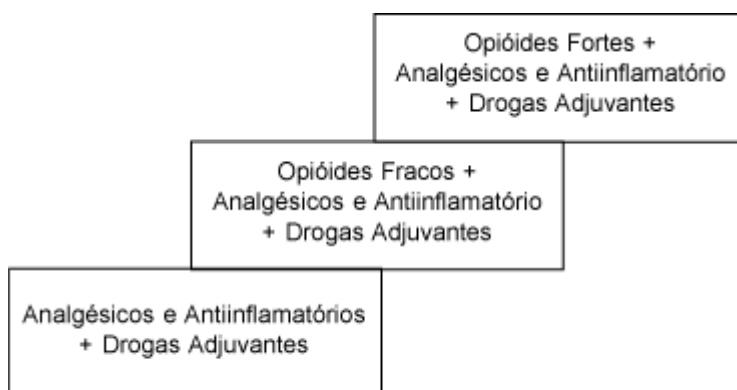 Opióides Fortes +
Analgésicos e Antiinflamatório
+ Drogas Adjuvantes
Opióides Fracos +
Analgésicos e Antiinflamatório
+ Drogas Adjuvantes
Analgésicos e Antiinflamatórios
+ Drogas Adjuvantes